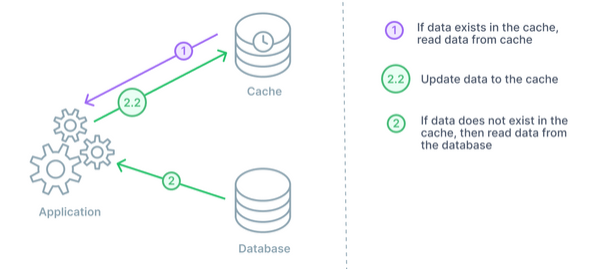 1
2.2
Cache
2
Application
Database
1
If data exists in the cache,
read data from cache
2.2
Update data to the cache
2
If data does not exist in the
cache, then read data from
the database